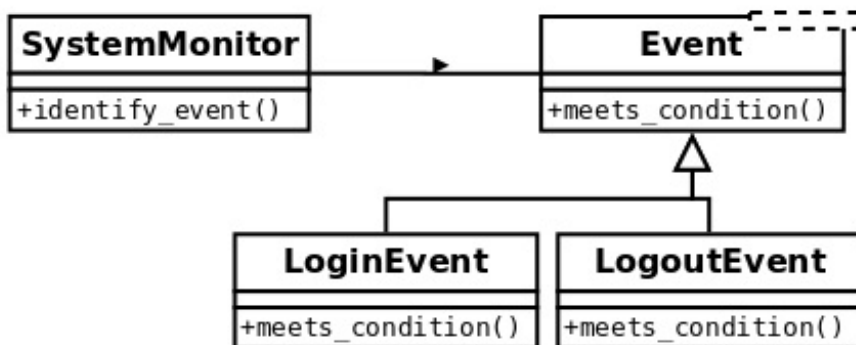 SystemMonitor
+identify_event()
Event
+meets_condition()
LoginEvent
+meets_condition()
LogoutEvent
+meets_condition()